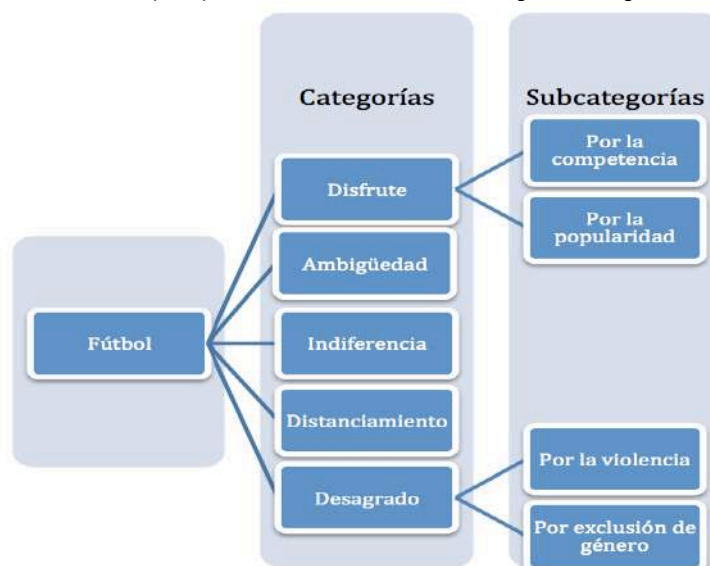 Categorías
Subcategorías
Fútbol
Disfrute
Ambigüedad
Indiferencia
Distanciamiento
Desagrado
Por la
competencia
Por la
popularidad
Por la violencia
Por exclusión de
género